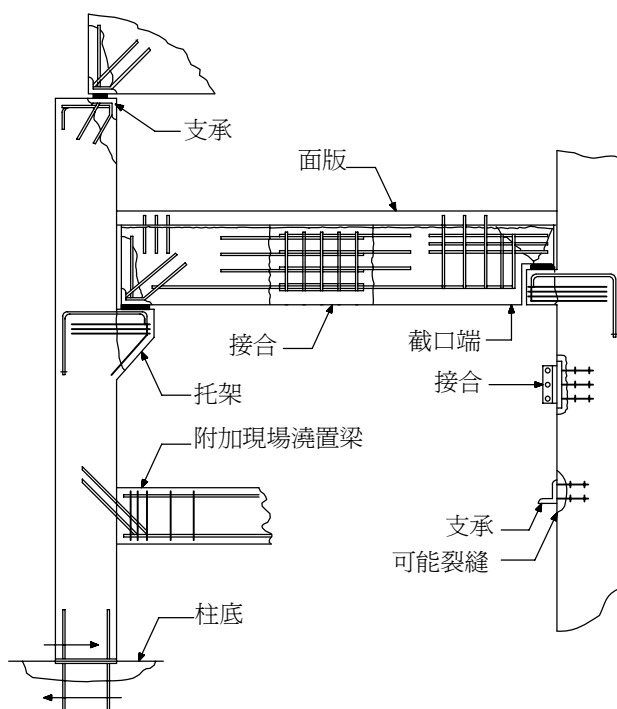 支承
面版
接合
截口端
托架
接合
附加現場澆置梁
支承
可能裂縫
柱底